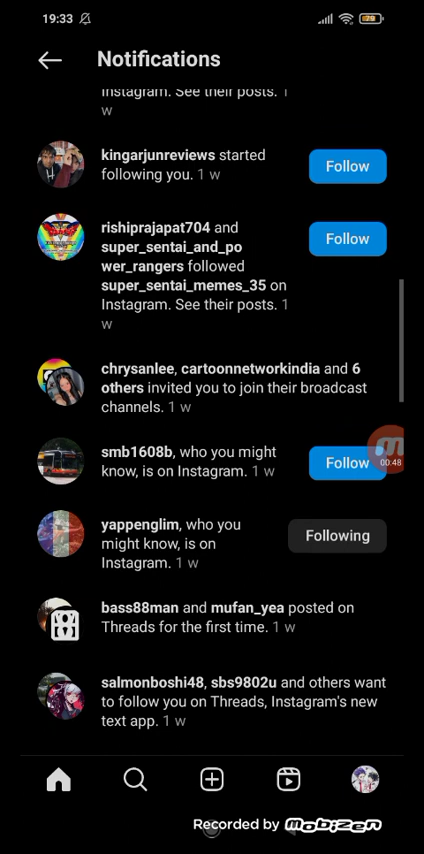 19:33
79
Notifications
Instagram. See their posts. 1
w
kingarjunreviews started
following you. 1 w
Follow
rishiprajapat704 and
super_sentai_and_po
wer_rangers followed
super_sentai_memes_35 on
Instagram. See their posts. 1
w
Follow
chrysanlee, cartoonnetworkindia and 6
others invited you to join their broadcast
channels. 1 w
smb1608b, who you might
know, is on Instagram. 1 w
Follow
00:48
yappenglim, who you
might know, is on
Instagram. 1 w
Following
bass88man and mufan_yea posted on
Threads for the first time. 1 w
salmonboshi48, sbs9802u and others want
to follow you on Threads, Instagram's new
text app. 1 w
Recorded by Mobizen